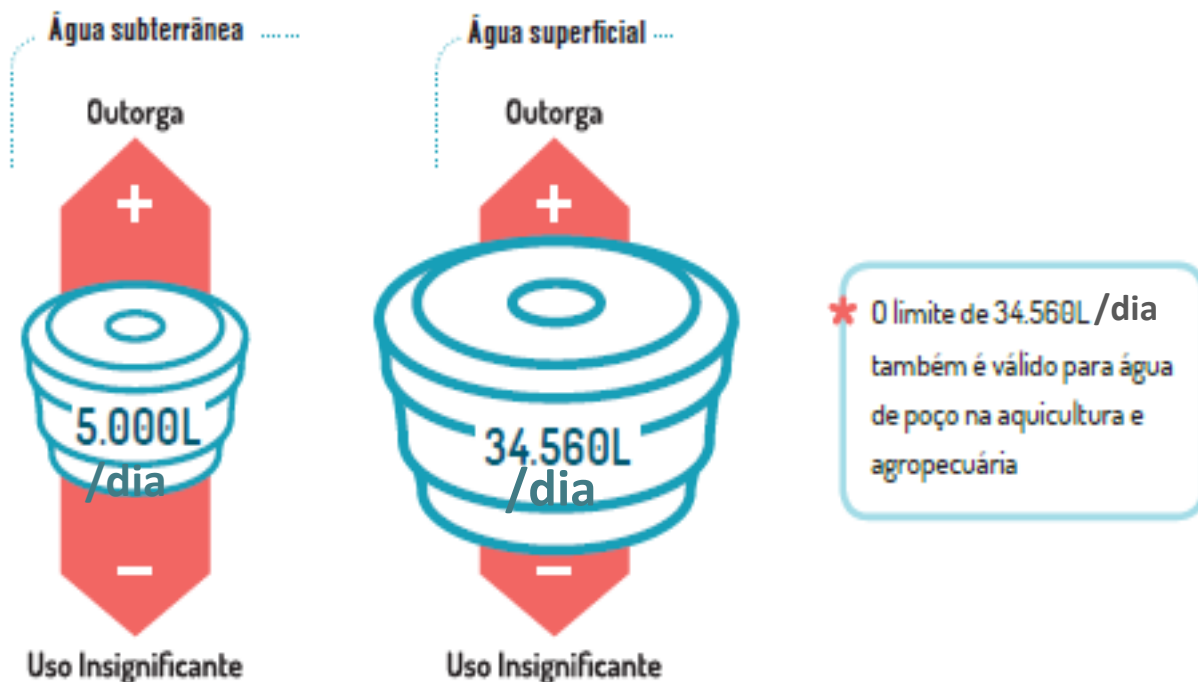 Água subterrânea
Outorga
+
5.000L
/dia
–
Uso Insignificante
Água superficial
Outorga
+
34.560L
/dia
–
Uso Insignificante
* O limite de 34.560L/dia
também é válido para água
de poço na aquicultura e
agropecuária